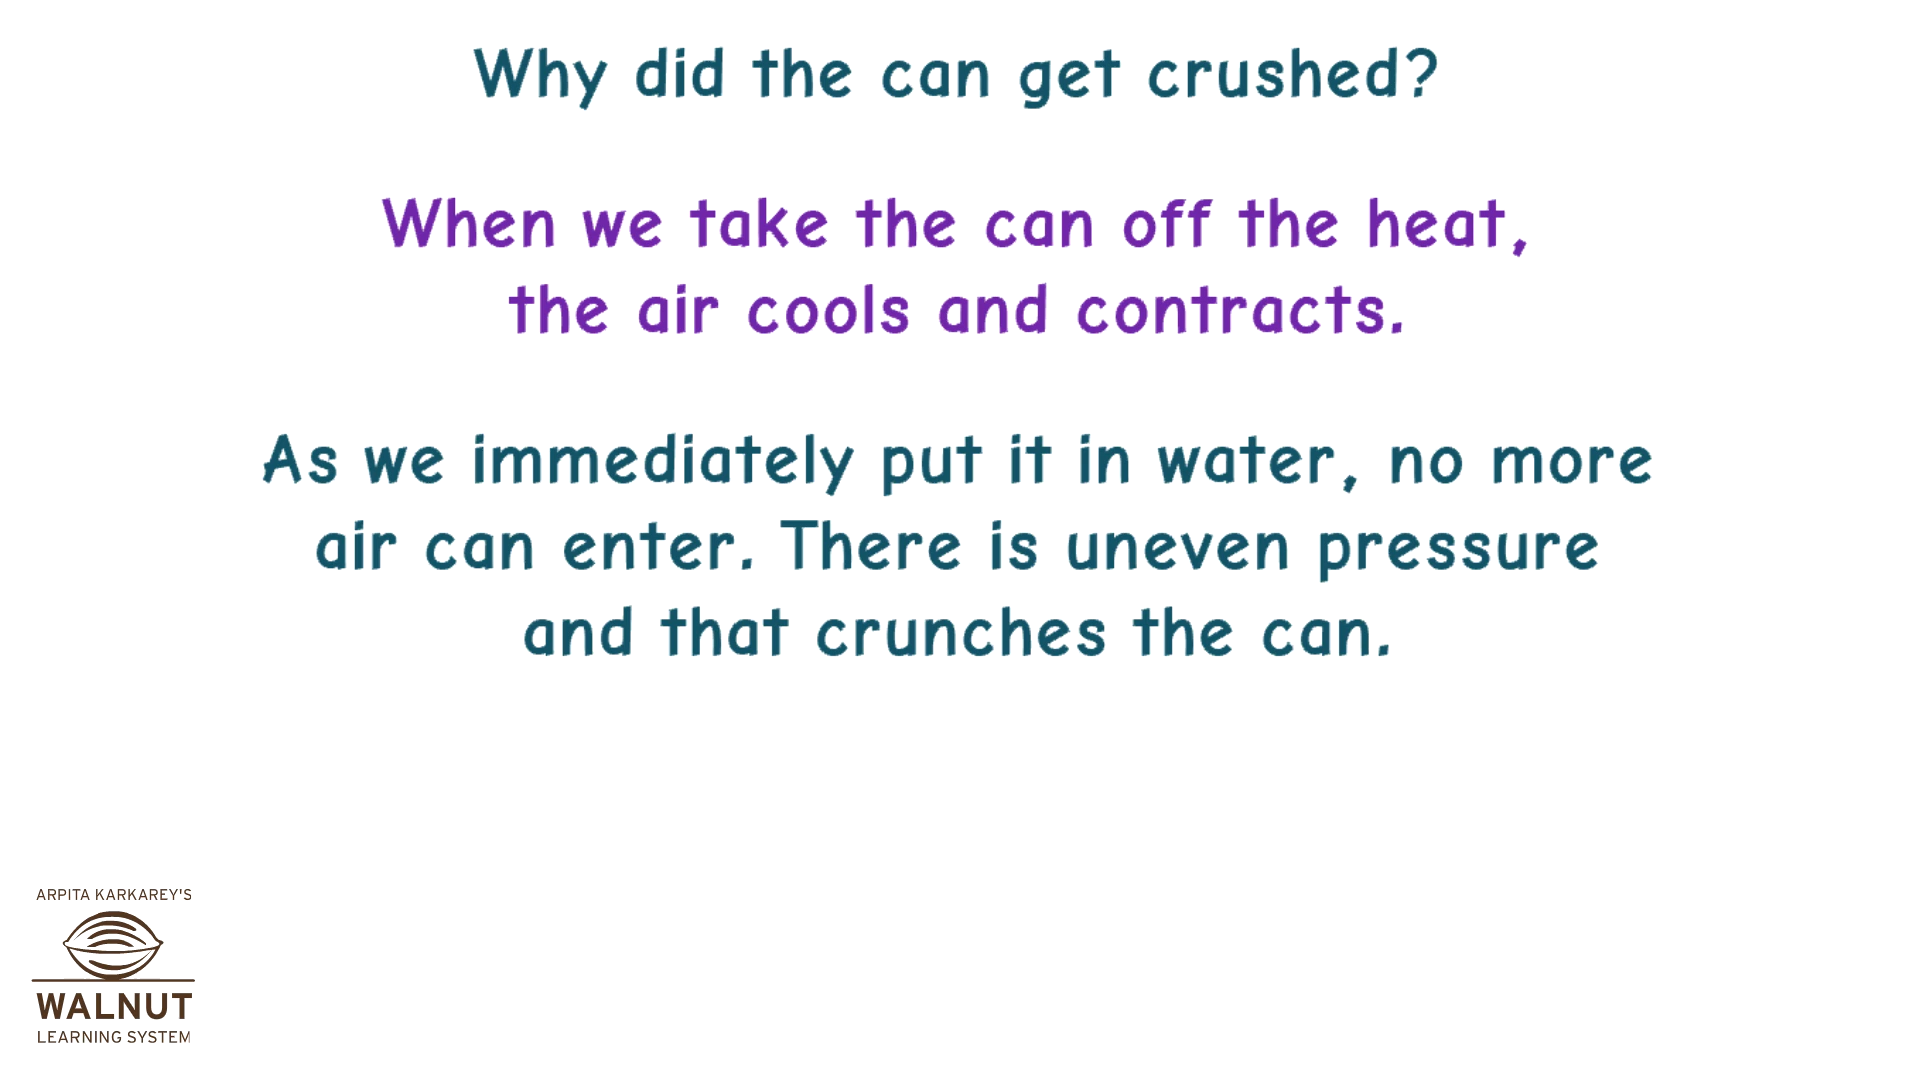 Why did the can get crushed?
When we take the can off the heat,
the air cools and contracts.
As we immediately put it in water, no more
air can enter. There is uneven pressure
and that crunches the can.
ARPITA KARKAREY'S
WALNUT
LEARNING SYSTEM